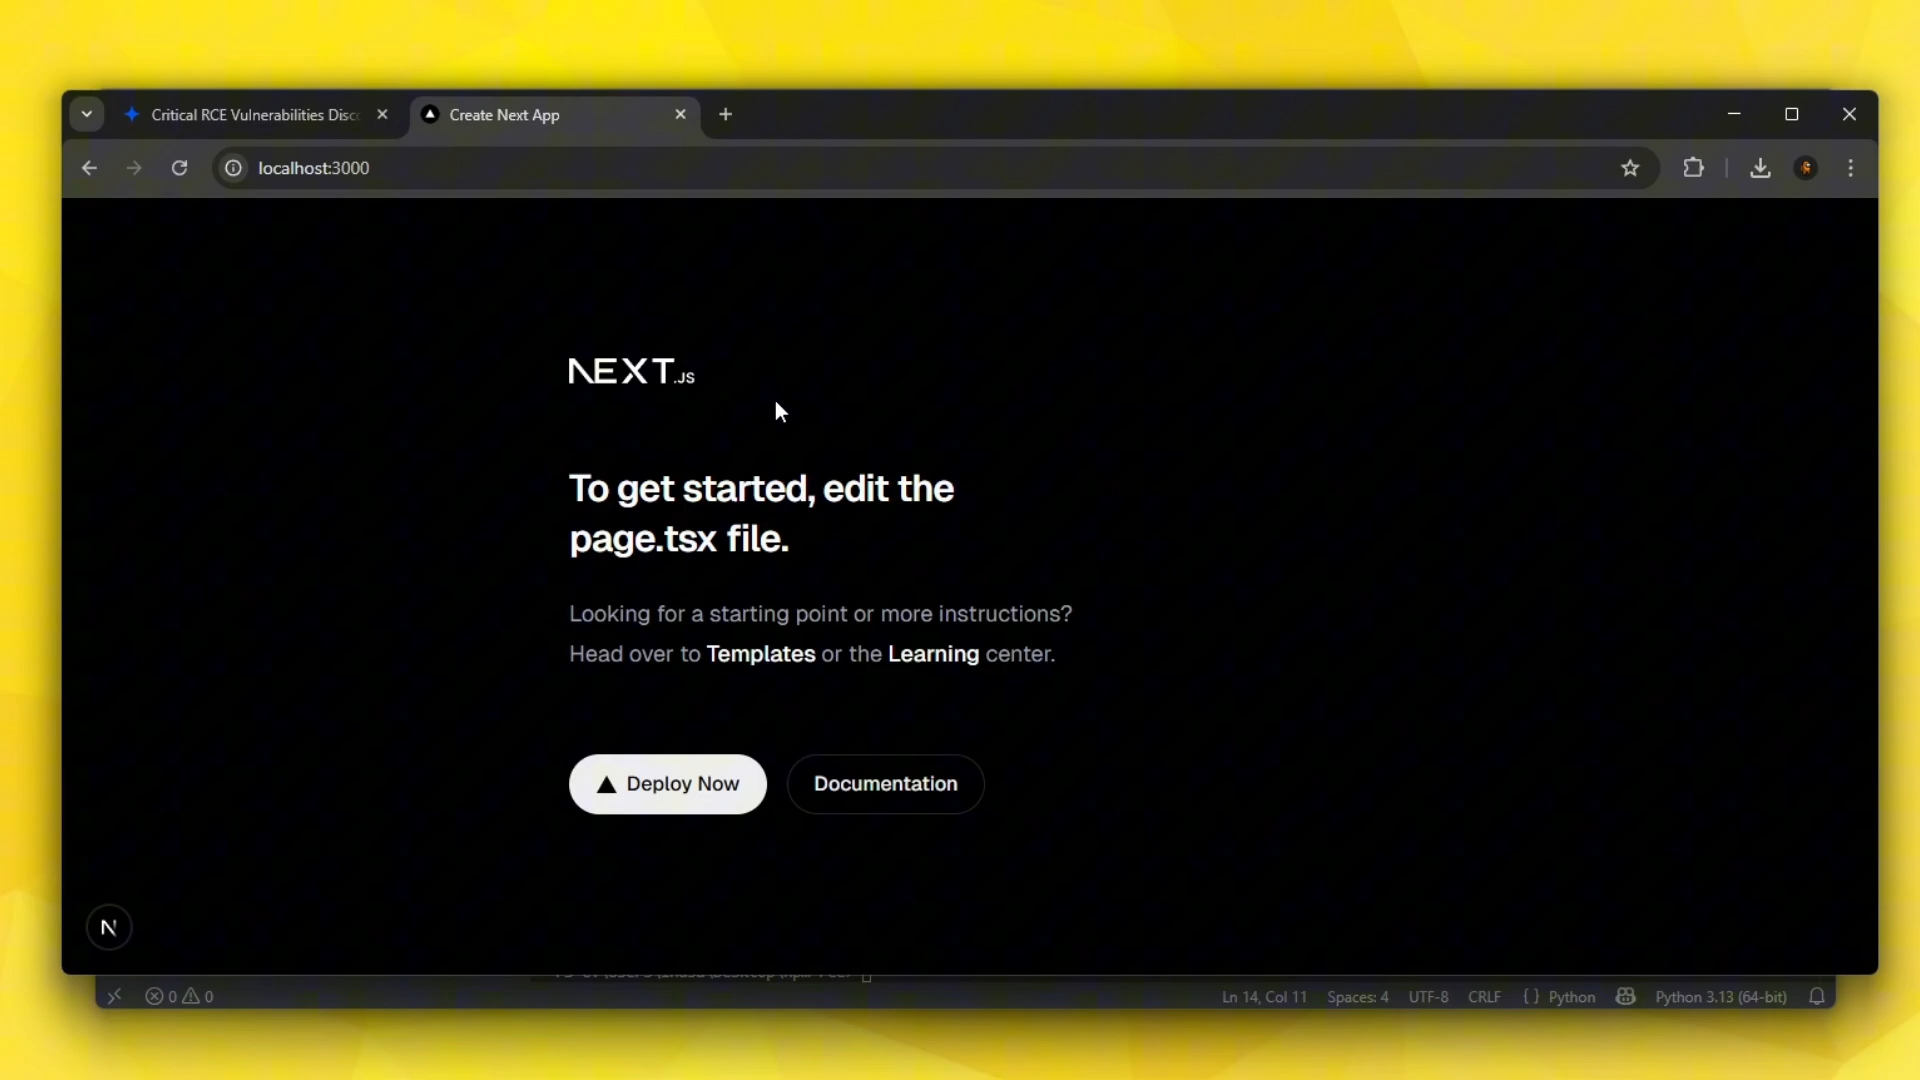 Critical RCE Vulnerabilities Disc
Create Next App
localhost:3000
NEXT.JS
To get started, edit the
page.tsx file.
Looking for a starting point or more instructions?
Head over to Templates or the Learning center.
Deploy Now
Documentation
N
0 0
Ln 14, Col 11
Spaces: 4
UTF-8
CRLF
{ } Python
Python 3.13 (64-bit)